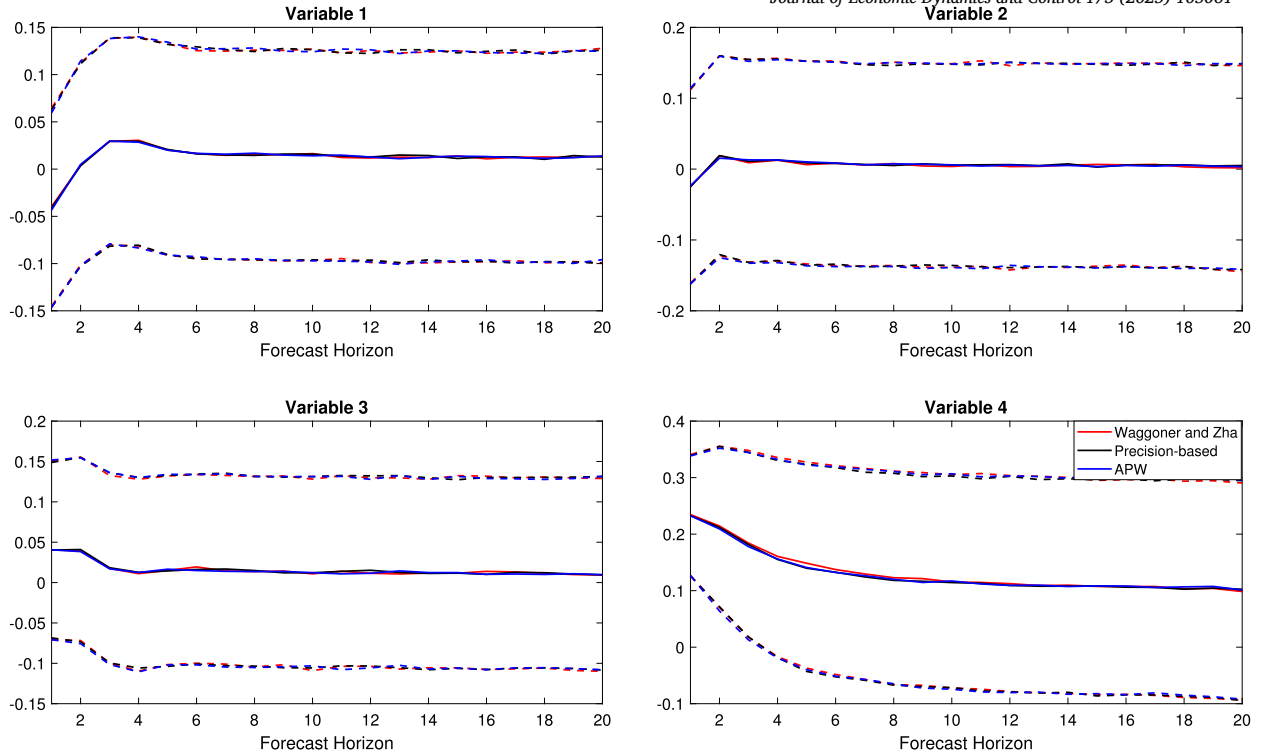 Journal of Economic Dynamics and Control 173 (2025) 105061
Variable 1
0.15
0.1
0.05
0
-0.05
-0.1
-0.15
2 4 6 8 10 12 14 16 18 20
Forecast Horizon
Variable 2
0.2
0.1
0
-0.1
-0.2
2 4 6 8 10 12 14 16 18 20
Forecast Horizon
Variable 3
0.2
0.15
0.1
0.05
0
-0.05
-0.1
-0.15
2 4 6 8 10 12 14 16 18 20
Forecast Horizon
Variable 4
0.4
0.3
0.2
0.1
0
-0.1
Waggoner and Zha
Precision-based
APW
2 4 6 8 10 12 14 16 18 20
Forecast Horizon